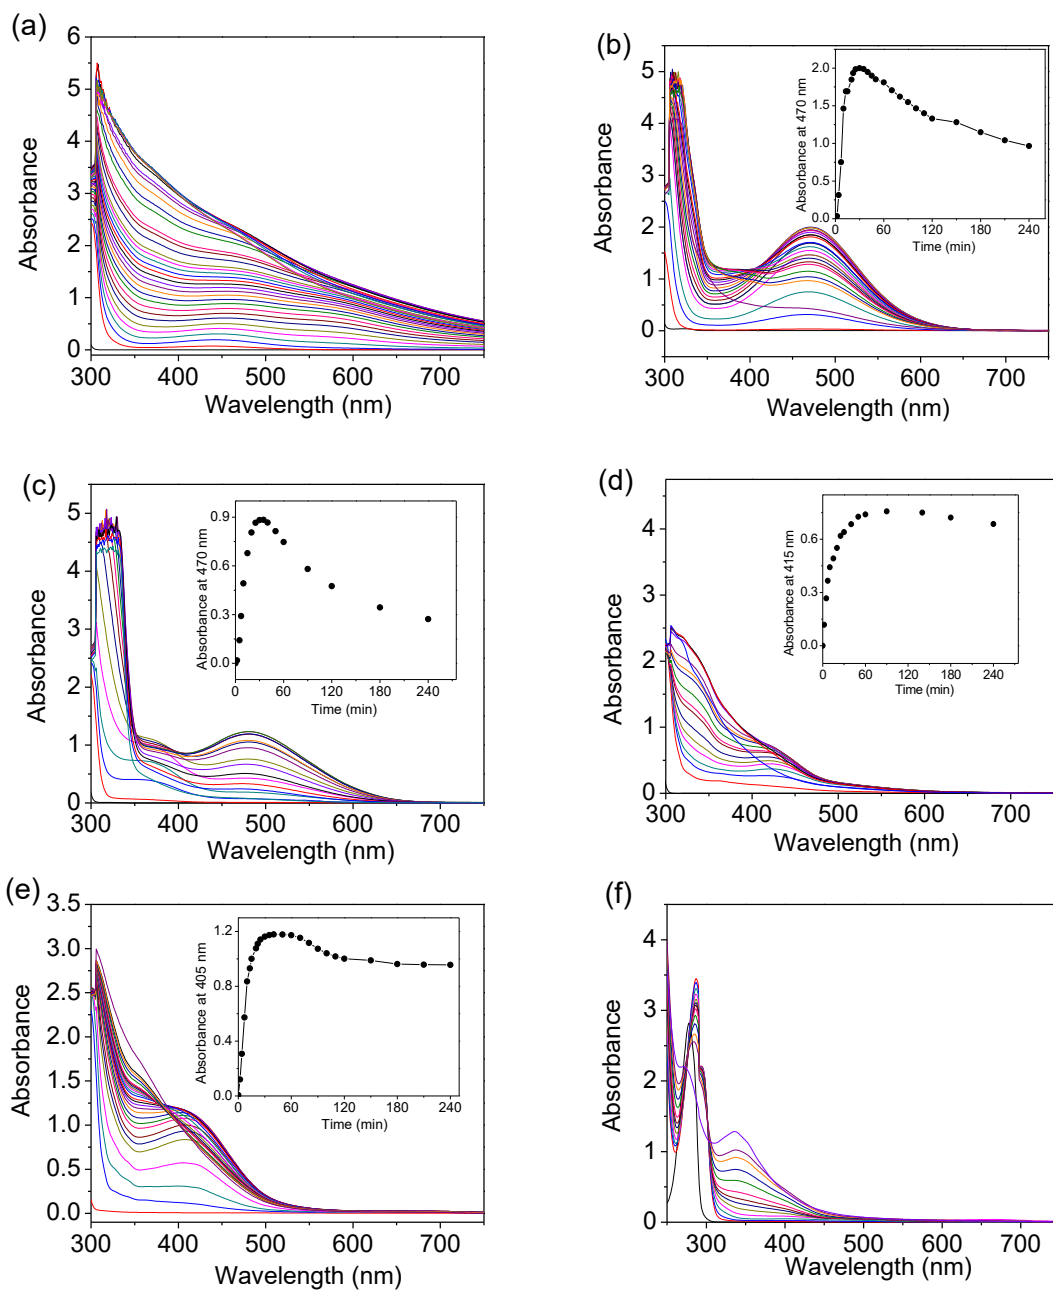 (a)
6
5
4
3
2
1
0
300 400 500 600 700
Absorbance
Wavelength (nm)
(b)
5
4
3
2
1
0
300 400 500 600 700
Absorbance
Wavelength (nm)
2.0
1.5
1.0
0.5
0.0
0 60 120 180 240
Absorbance at 470 nm
Time (min)
(c)
5
4
3
2
1
0
300 400 500 600 700
Absorbance
Wavelength (nm)
0.9
0.6
0.3
0.0
0 60 120 180 240
Absorbance at 470 nm
Time (min)
(d)
4
3
2
1
0
300 400 500 600 700
Absorbance
Wavelength (nm)
0.6
0.3
0.0
0 60 120 180 240
Absorbance at 415 nm
Time (min)
(e)
3.5
3.0
2.5
2.0
1.5
1.0
0.5
0.0
300 400 500 600 700
Absorbance
Wavelength (nm)
1.2
0.8
0.4
0.0
0 60 120 180 240
Absorbance at 405 nm
Time (min)
(f)
4
3
2
1
0
300 400 500 600 700
Absorbance
Wavelength (nm)